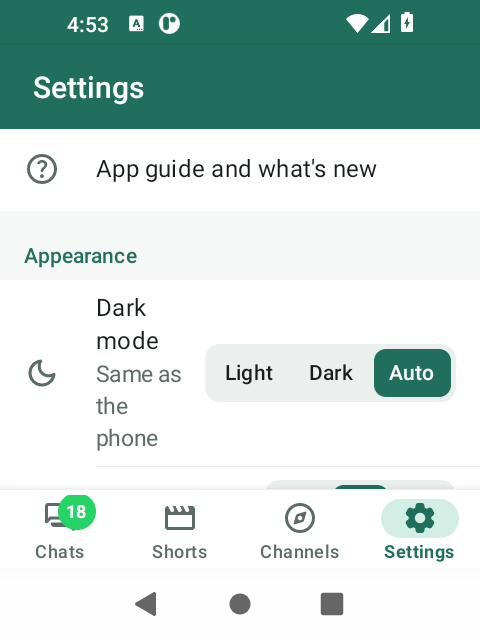 4:53
Settings
App guide and what's new
Appearance
Dark
mode
Same as
the
phone
Light Dark Auto
18
Chats Shorts Channels Settings